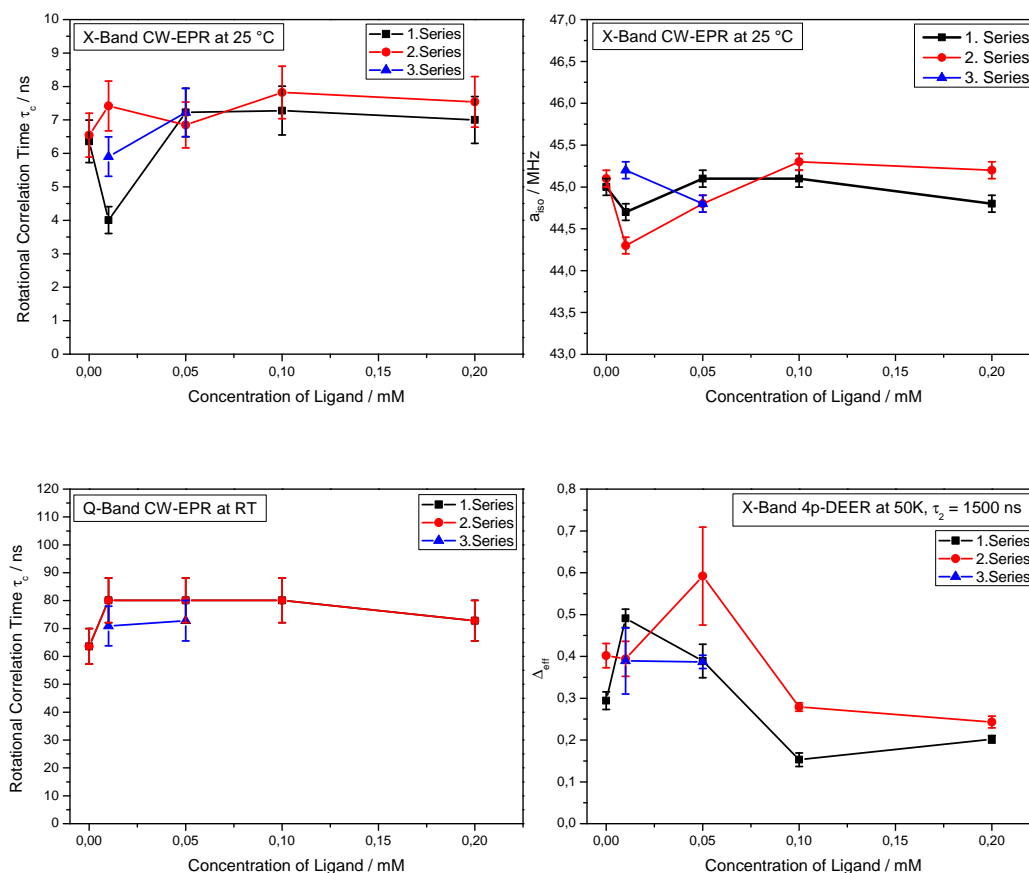 X-Band CW-EPR at 25 °C
1.Series
2.Series
3.Series
Rotational Correlation Time τc / ns
10
9
8
7
6
5
4
3
2
1
0
0,00
0,05
0,10
0,15
0,20
Concentration of Ligand / mM
X-Band CW-EPR at 25 °C
1. Series
2. Series
3. Series
aiso / MHz
47,0
46,5
46,0
45,5
45,0
44,5
44,0
43,5
43,0
0,00
0,05
0,10
0,15
0,20
Concentration of Ligand / mM
Q-Band CW-EPR at RT
1.Series
2.Series
3.Series
Rotational Correlation Tiime τc / ns
120
110
100
90
80
70
60
50
40
30
20
10
0
0,00
0,05
0,10
0,15
0,20
Concentration of Ligand / mM
X-Band 4p-DEER at 50K, τ2 = 1500 ns
1.Series
2.Series
3.Series
Δeff
0,8
0,7
0,6
0,5
0,4
0,3
0,2
0,1
0,0
0,00
0,05
0,10
0,15
0,20
Concentration of Ligand / mM